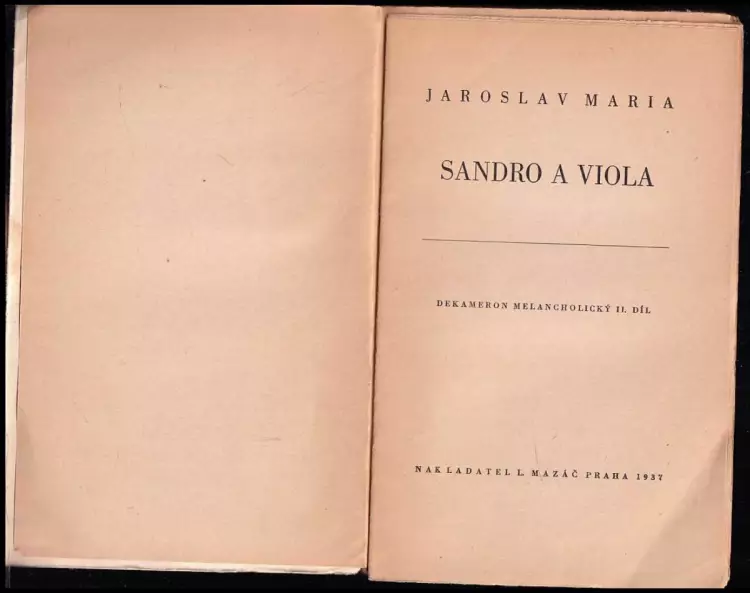 JAROSLAV MARIA
SANDRO A VIOLA
DEKAMERON MELANCHOLICKÝ II. DÍL
NAKLADATEL L. MAZÁČ PRAHA 1937